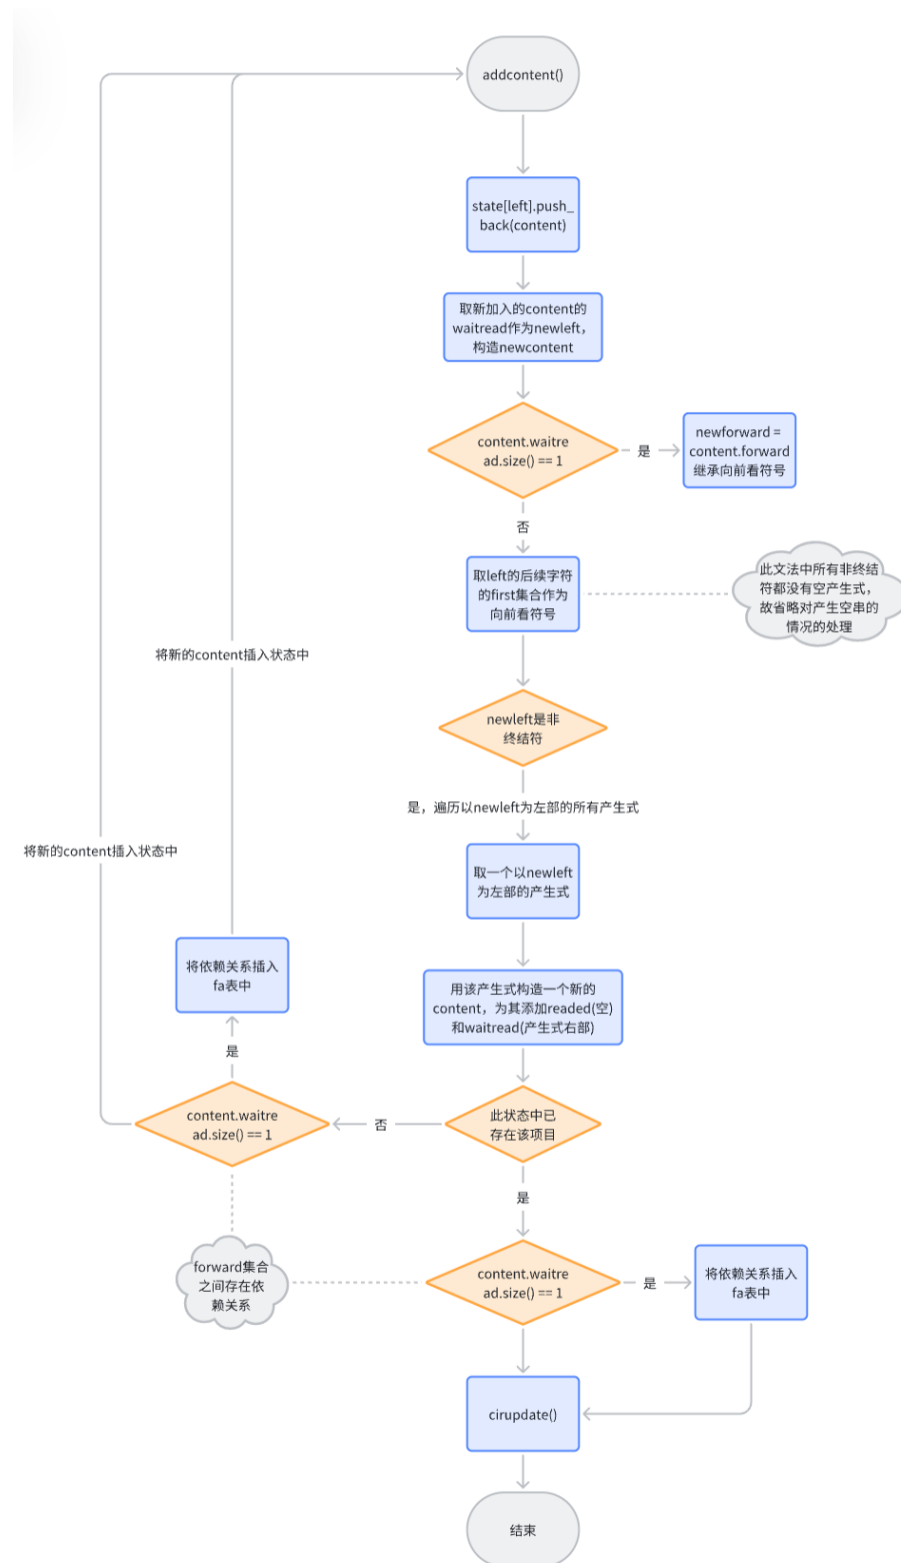 addcontent()
state[left].push_
back(content)
取新加入的content的
waitread作为newleft，
构造newcontent
content.waitre
ad.size() == 1
是
newforward =
content.forward
继承向前看符号
否
取left的后续字符
的first集合作为
向前看符号
此文法中所有非终结
符都没有空产生式，
故省略对产生空串的
情况的处理
将新的content插入状态中
newleft是非
终结符
是，遍历以newleft为左部的所有产生式
将新的content插入状态中
取一个以newleft
为左部的产生式
将依赖关系插入
fa表中
用该产生式构造一个新的
content，为其添加readed(空)
和waitread(产生式右部)
是
content.waitre
ad.size() == 1
否
此状态中已
存在该项目
是
forward集合
之间存在依
赖关系
content.waitre
ad.size() == 1
是
将依赖关系插入
fa表中
cirupdate()
结束